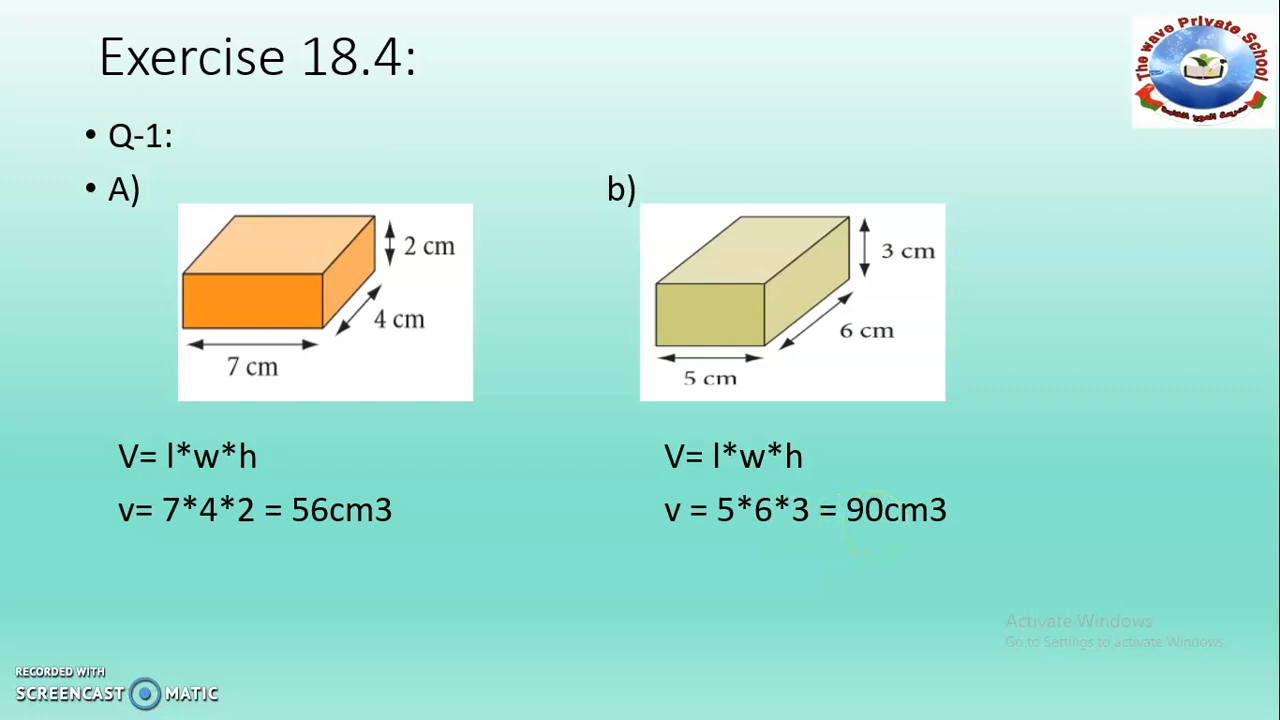 Exercise 18.4:
The wave Private School
• Q-1:
• A)
b)
2 cm
4 cm
7 cm
3 cm
6 cm
5 cm
V= l*w*h
v= 7*4*2 = 56cm3
V= l*w*h
v = 5*6*3 = 90cm3
Activate Windows
Go to Settings to activate Windows.
RECORDED WITH
SCREENCAST MATIC